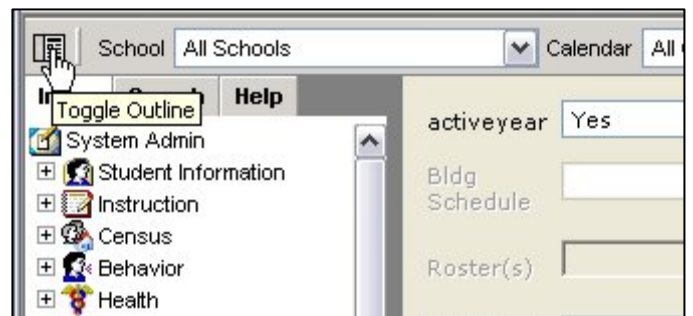 School All Schools Calendar All
Help
Toggle Outline
System Admin
Student Information
Instruction
Census
Behavior
Health
activeyear Yes
Bldg
Schedule
Roster(s)